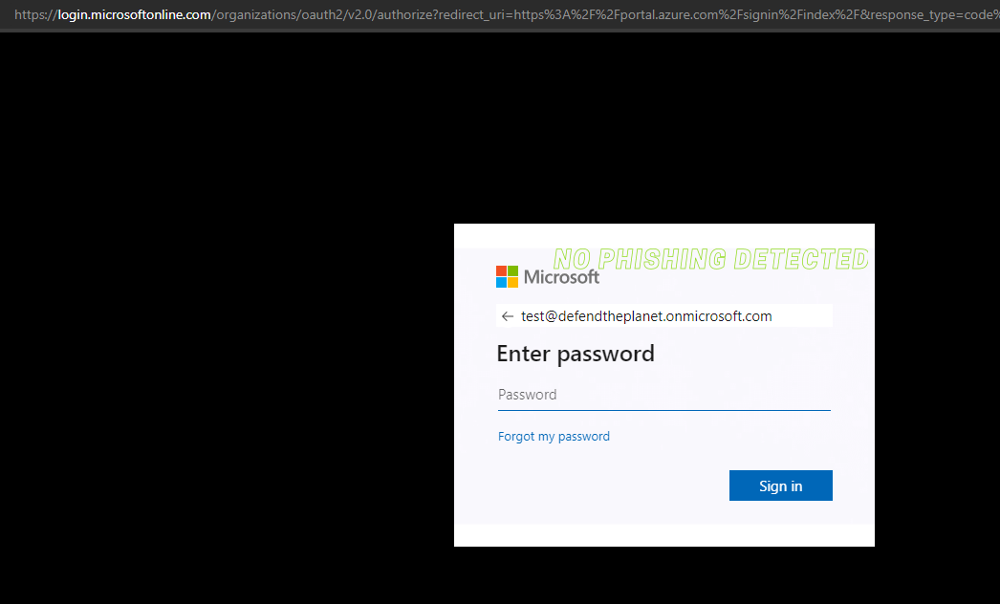 https://login.microsoftonline.com/organizations/oauth2/v2.0/authorize?redirect_uri=https%3A%2F%2Fportal.azure.com%2Fsignin%2Findex%2F&response_type=code%
NO PHISHING DETECTED
Microsoft
← test@defendtheplanet.onmicrosoft.com
Enter password
Password
Forgot my password
Sign in